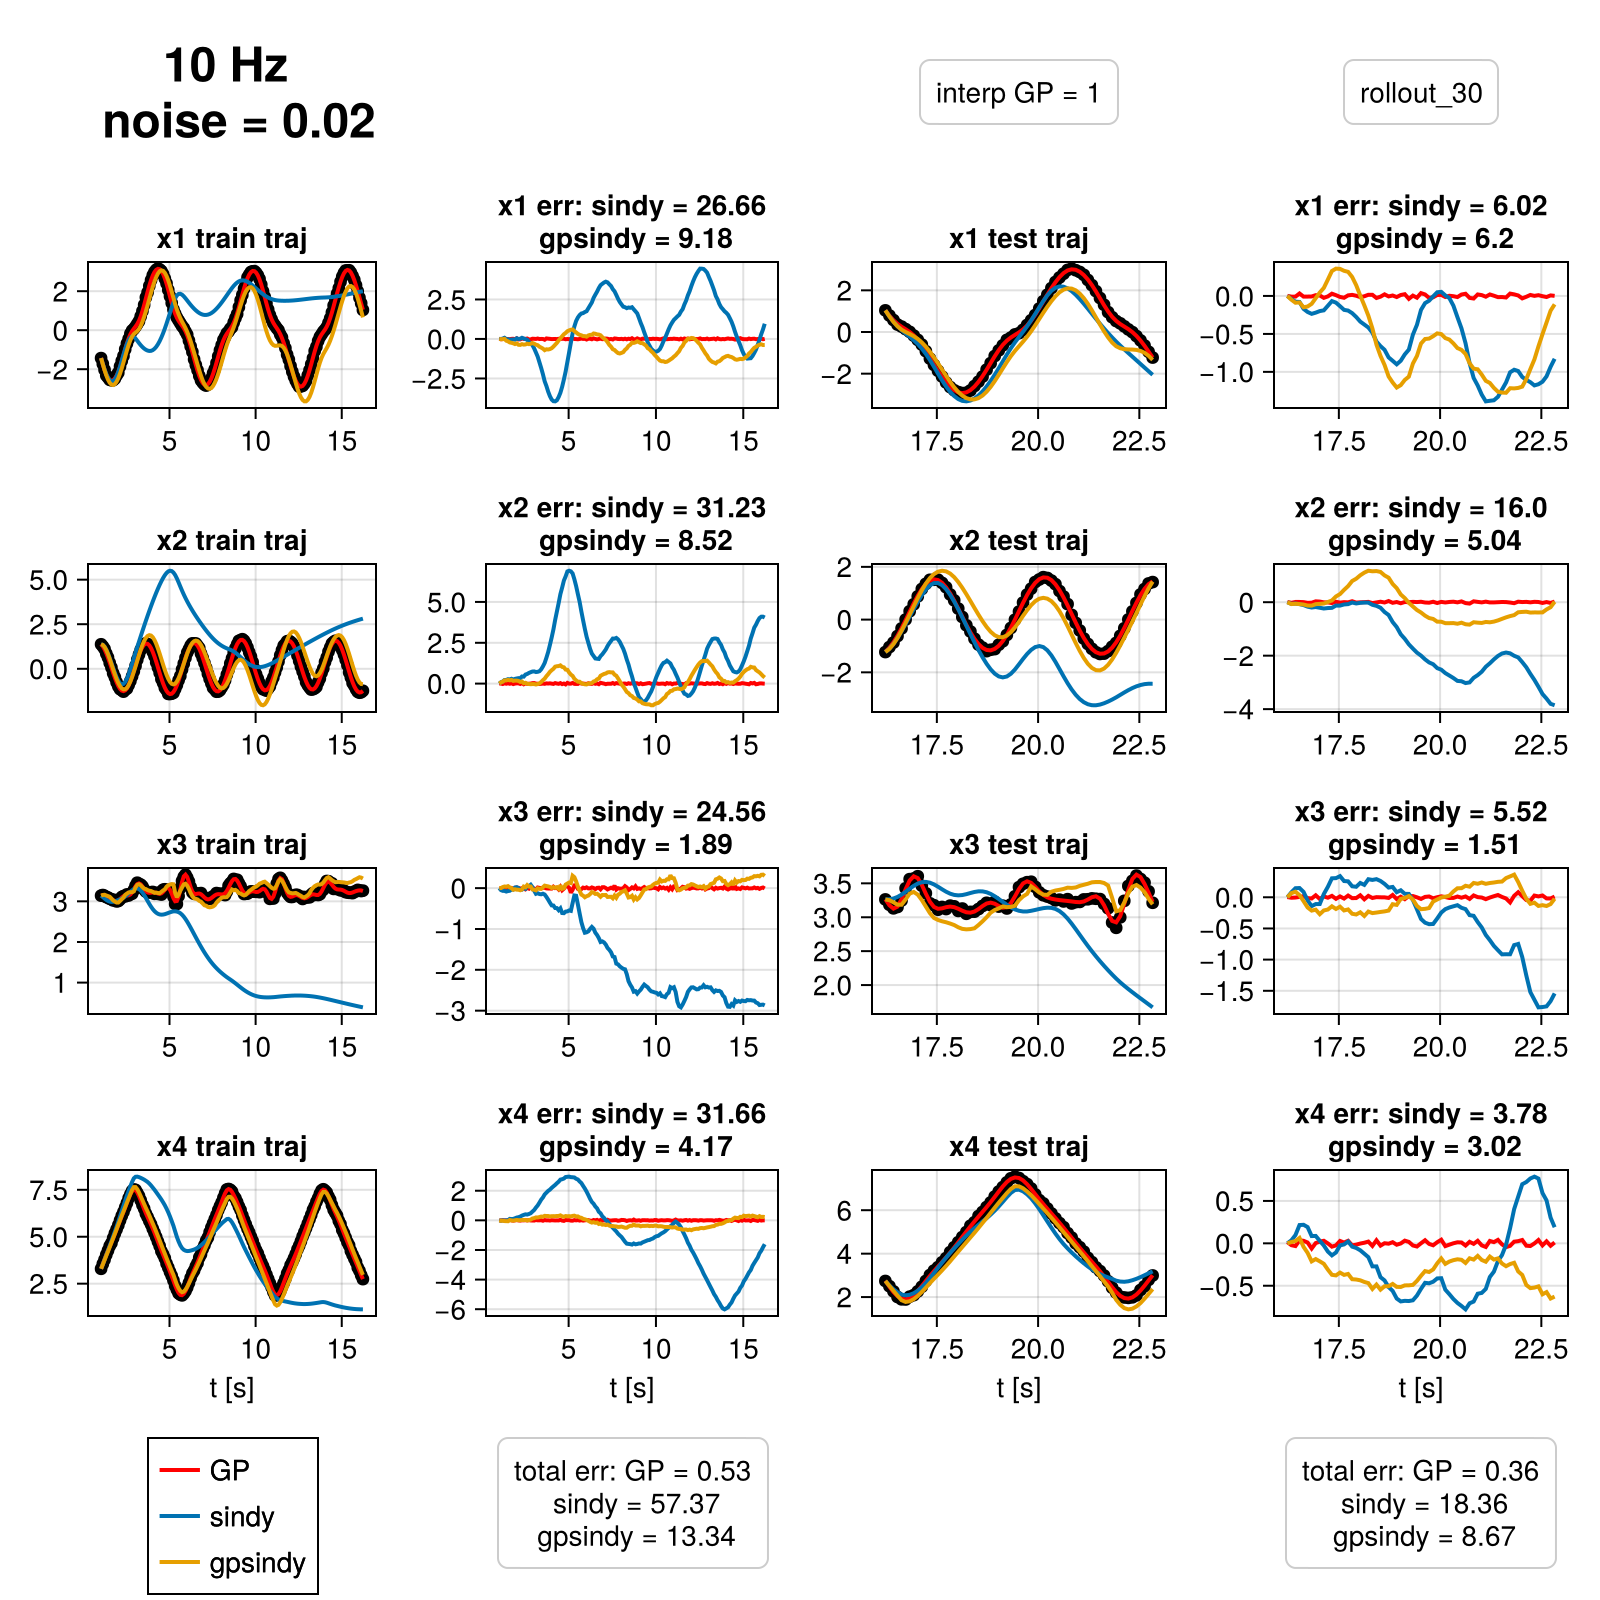 10 Hz
noise = 0.02
interp GP = 1
rollout_30
x1 train traj
2
0
−2
5
10
15
x1 err: sindy = 26.66
gpsindy = 9.18
2.5
0.0
−2.5
5
10
15
x1 test traj
2
0
−2
17.5
20.0
22.5
x1 err: sindy = 6.02
gpsindy = 6.2
0.0
−0.5
−1.0
17.5
20.0
22.5
x2 train traj
5.0
2.5
0.0
5
10
15
x2 err: sindy = 31.23
gpsindy = 8.52
5.0
2.5
0.0
5
10
15
x2 test traj
2
0
−2
17.5
20.0
22.5
x2 err: sindy = 16.0
gpsindy = 5.04
0
−2
−4
17.5
20.0
22.5
x3 train traj
3
2
1
5
10
15
x3 err: sindy = 24.56
gpsindy = 1.89
0
−1
−2
−3
5
10
15
x3 test traj
3.5
3.0
2.5
2.0
17.5
20.0
22.5
x3 err: sindy = 5.52
gpsindy = 1.51
0.0
−0.5
−1.0
−1.5
17.5
20.0
22.5
x4 train traj
7.5
5.0
2.5
5
10
15
t [s]
x4 err: sindy = 31.66
gpsindy = 4.17
2
0
−2
−4
−6
5
10
15
t [s]
x4 test traj
6
4
2
17.5
20.0
22.5
t [s]
x4 err: sindy = 3.78
gpsindy = 3.02
0.5
0.0
−0.5
17.5
20.0
22.5
t [s]
GP
sindy
gpsindy
total err: GP = 0.53
sindy = 57.37
gpsindy = 13.34
total err: GP = 0.36
sindy = 18.36
gpsindy = 8.67